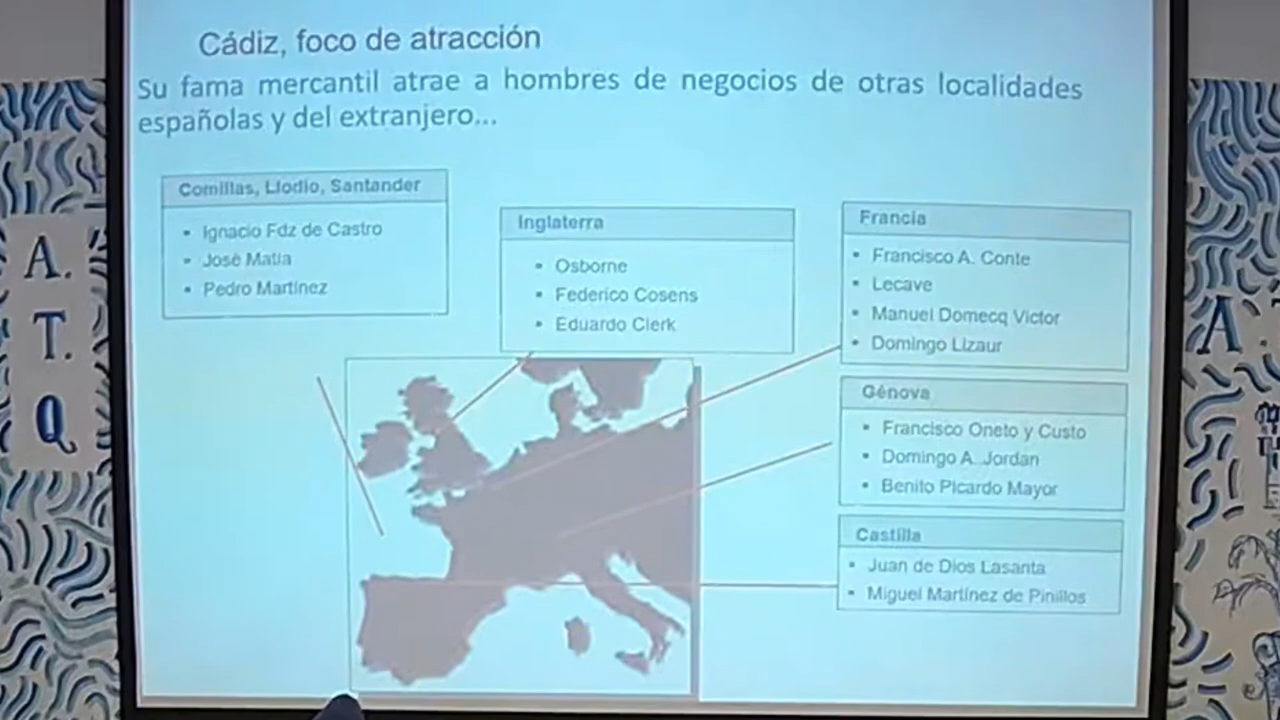 Cádiz, foco de atracción
Su fama mercantil atrae a hombres de negocios de otras localidades
españolas y del extranjero...
Comillas, Llodio, Santander
Ignacio Fdz de Castro
José Matía
Pedro Martínez
Inglaterra
Osborne
Federico Cosens
Eduardo Clerk
Francia
Francisco A. Conte
Lecave
Manuel Domecq Victor
Domingo Lizaur
Génova
Francisco Oneto y Custo
Domingo A. Jordan
Benito Picardo Mayor
Castilla
Juan de Dios Lasanta
Miguel Martínez de Pinillos
A.
T.
Q
A.